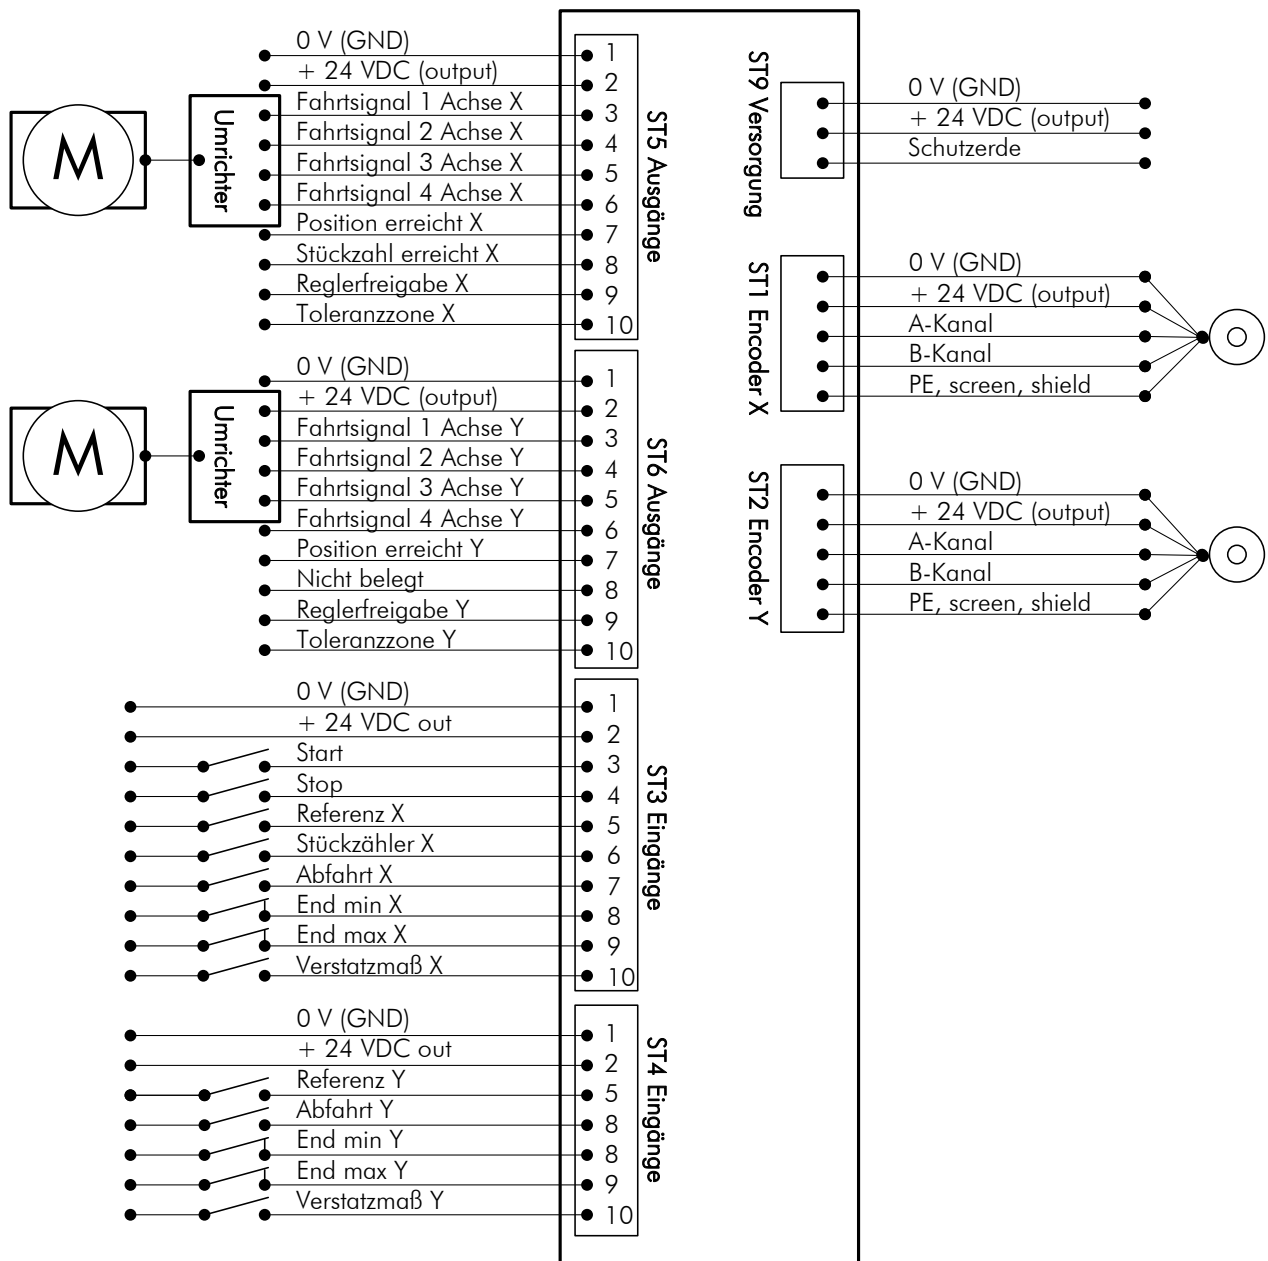 0 V (GND) 1
+ 24 VDC (output) 2
Fahrtsignal 1 Achse X 3
Fahrtsignal 2 Achse X 4
Fahrtsignal 3 Achse X 5
Fahrtsignal 4 Achse X 6
Position erreicht X 7
Stückzahl erreicht X 8
Reglerfreigabe X 9
Toleranzzone X 10
M
Umrichter
ST5 Ausgänge
0 V (GND) 1
+ 24 VDC (output) 2
Fahrtsignal 1 Achse Y 3
Fahrtsignal 2 Achse Y 4
Fahrtsignal 3 Achse Y 5
Fahrtsignal 4 Achse Y 6
Position erreicht Y 7
Nicht belegt 8
Reglerfreigabe Y 9
Toleranzzone Y 10
M
Umrichter
ST6 Ausgänge
0 V (GND) 1
+ 24 VDC out 2
Start 3
Stop 4
Referenz X 5
Stückzähler X 6
Abfahrt X 7
End min X 8
End max X 9
Verstatzmaß X 10
ST3 Eingänge
0 V (GND) 1
+ 24 VDC out 2
Referenz Y 5
Abfahrt Y 8
End min Y 8
End max Y 9
Verstatzmaß Y 10
ST4 Eingänge
ST9 Versorgung
0 V (GND)
+ 24 VDC (output)
Schutzerde
ST1 Encoder X
0 V (GND)
+ 24 VDC (output)
A-Kanal
B-Kanal
PE, screen, shield
ST2 Encoder Y
0 V (GND)
+ 24 VDC (output)
A-Kanal
B-Kanal
PE, screen, shield